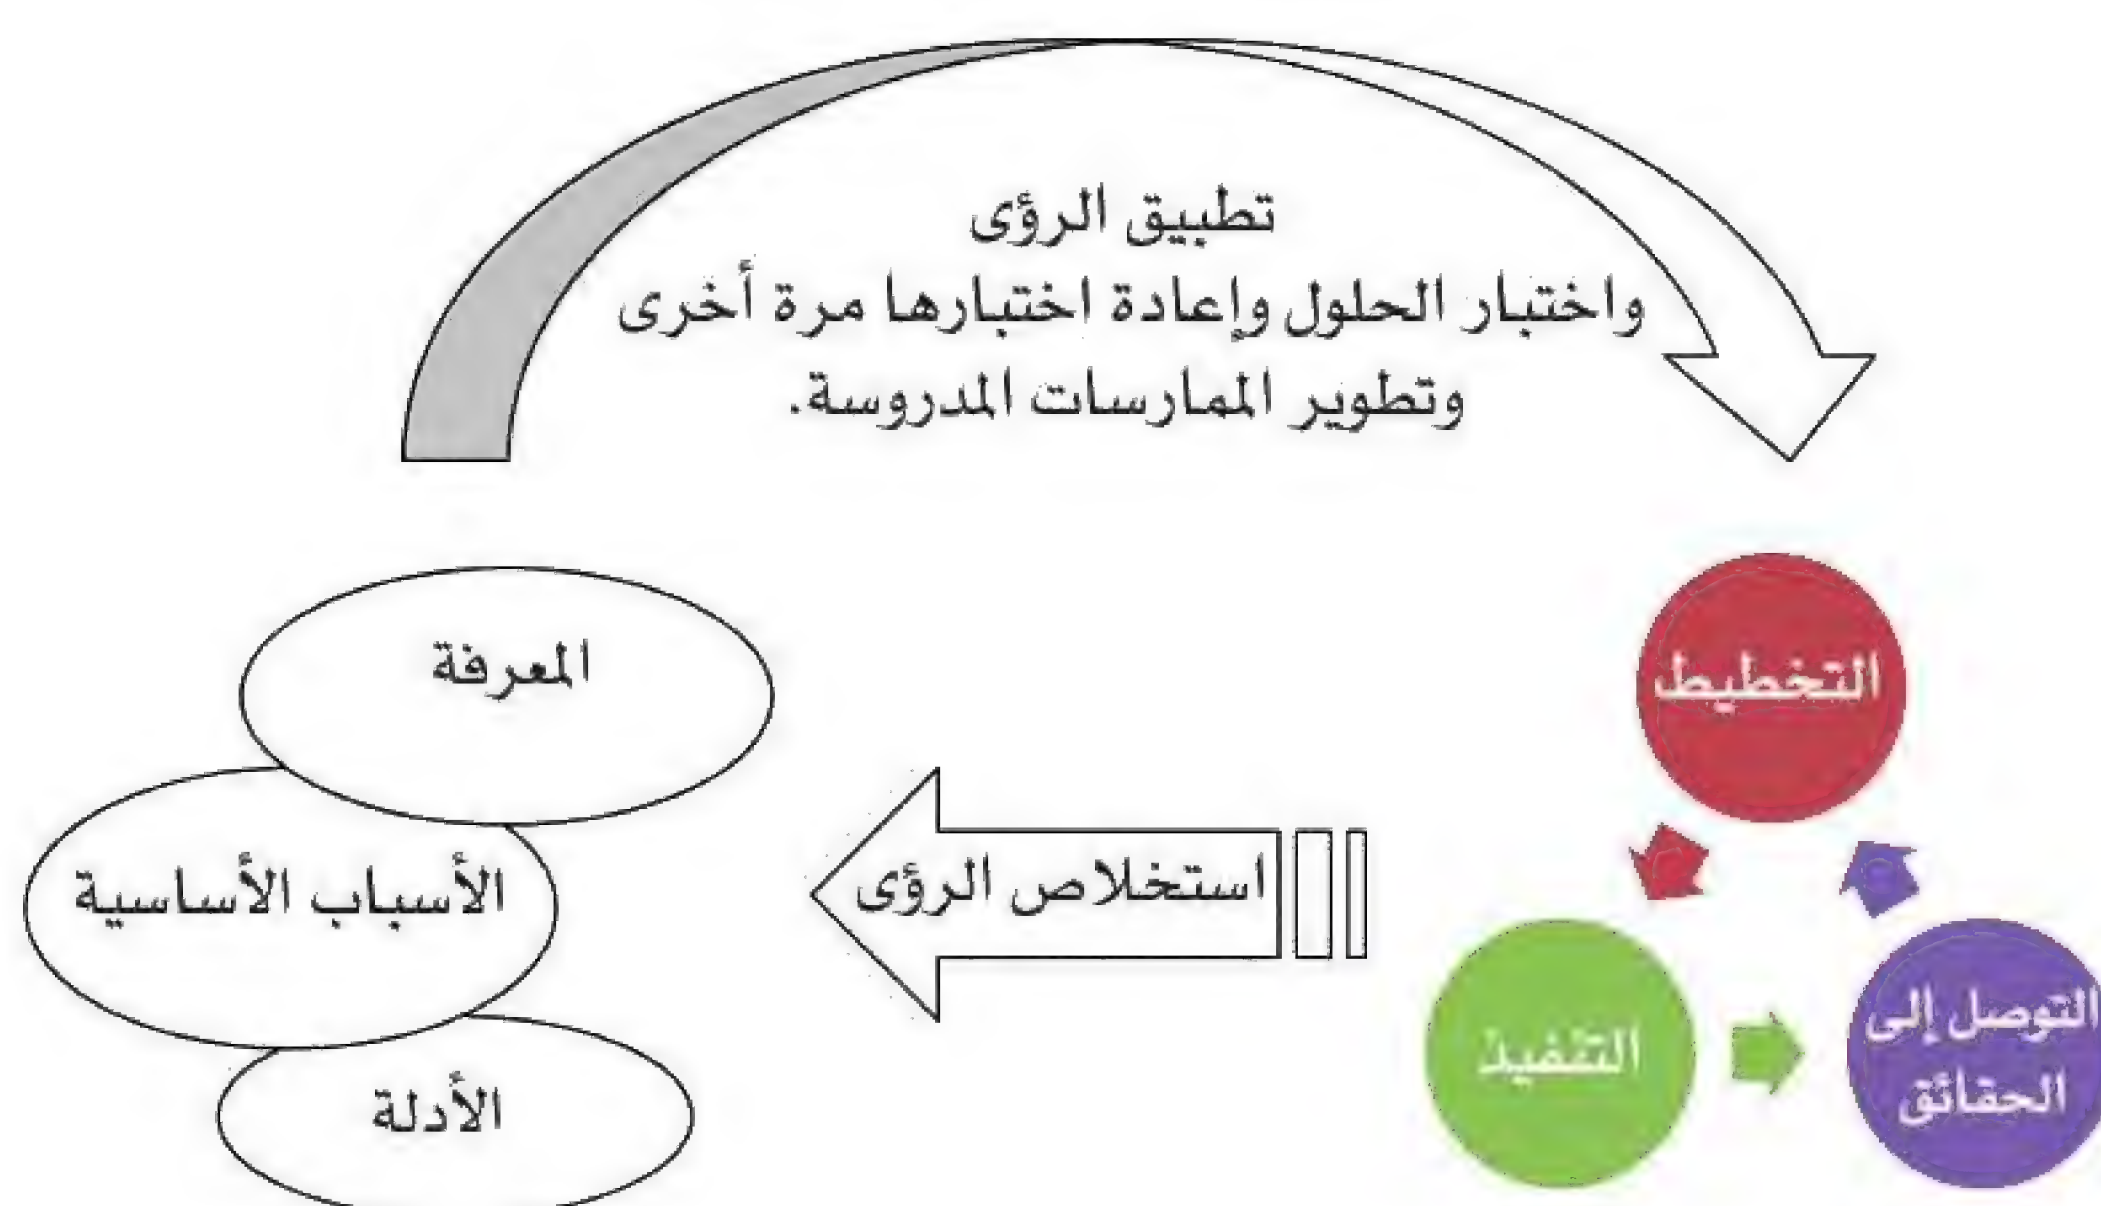 تطبيق الرؤى
واختبار الحلول وإعادة اختبارها مرة أخرى
وتطوير الممارسات المدروسة.
التخطيط
التنفيذ
التوصل إلى
الحقائق
استخلاص الرؤى
المعرفة
الأسباب الأساسية
الأدلة